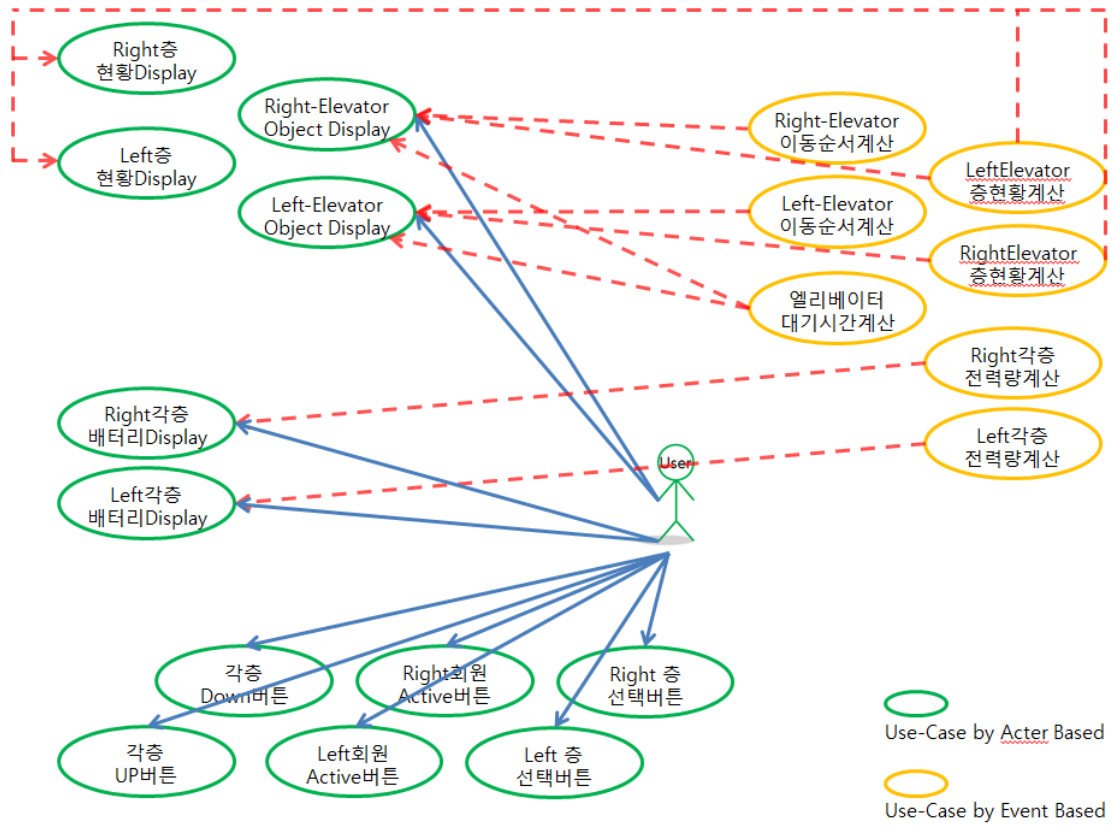 Right층
현황Display
Right-Elevator
Object Display
Right-Elevator
이동순서계산
Left층
현황Display
LeftElevator
층현황계산
Left-Elevator
Object Display
Left-Elevator
이동순서계산
RightElevator
층현황계산
엘리베이터
대기시간계산
Right각층
전력량계산
Right각층
배터리Display
Left각층
전력량계산
User
Left각층
배터리Display
각층
Down버튼
Right회원
Active버튼
Right 층
선택버튼
각층
UP버튼
Left회원
Active버튼
Left 층
선택버튼
Use-Case by Acter Based
Use-Case by Event Based